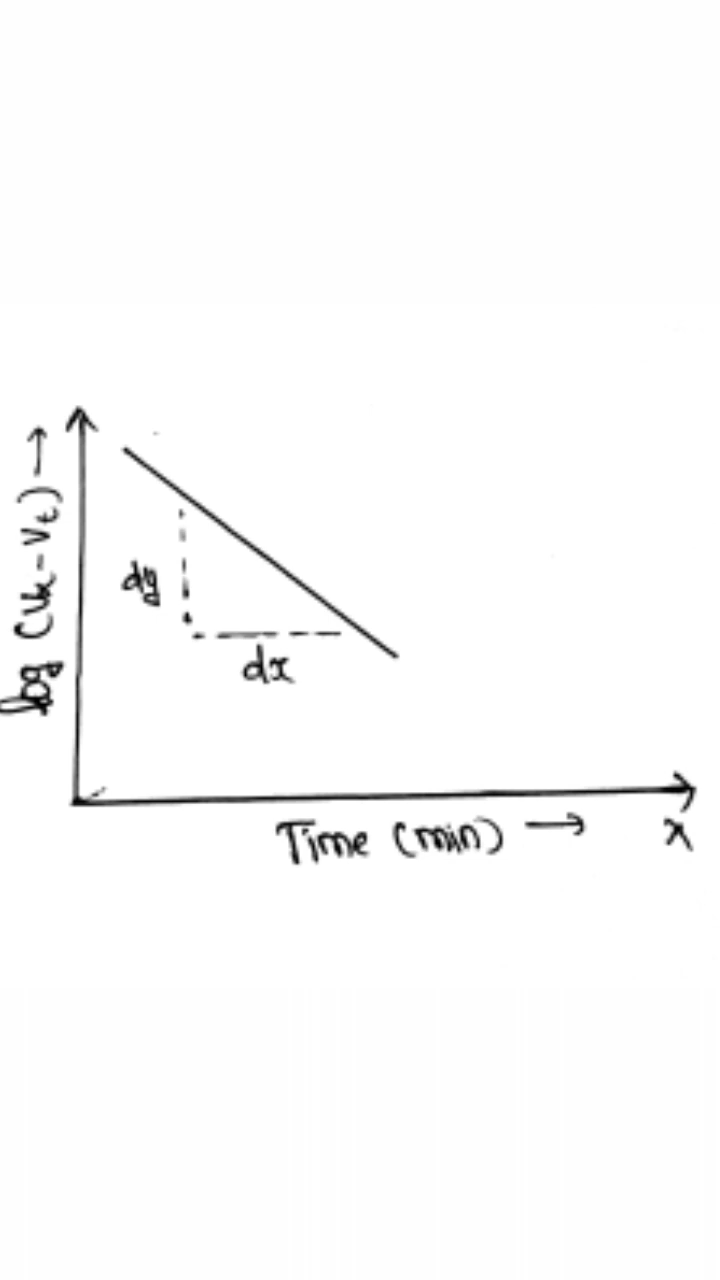 log (V∝ - Vt) →
dy
dx
Time (min) → x